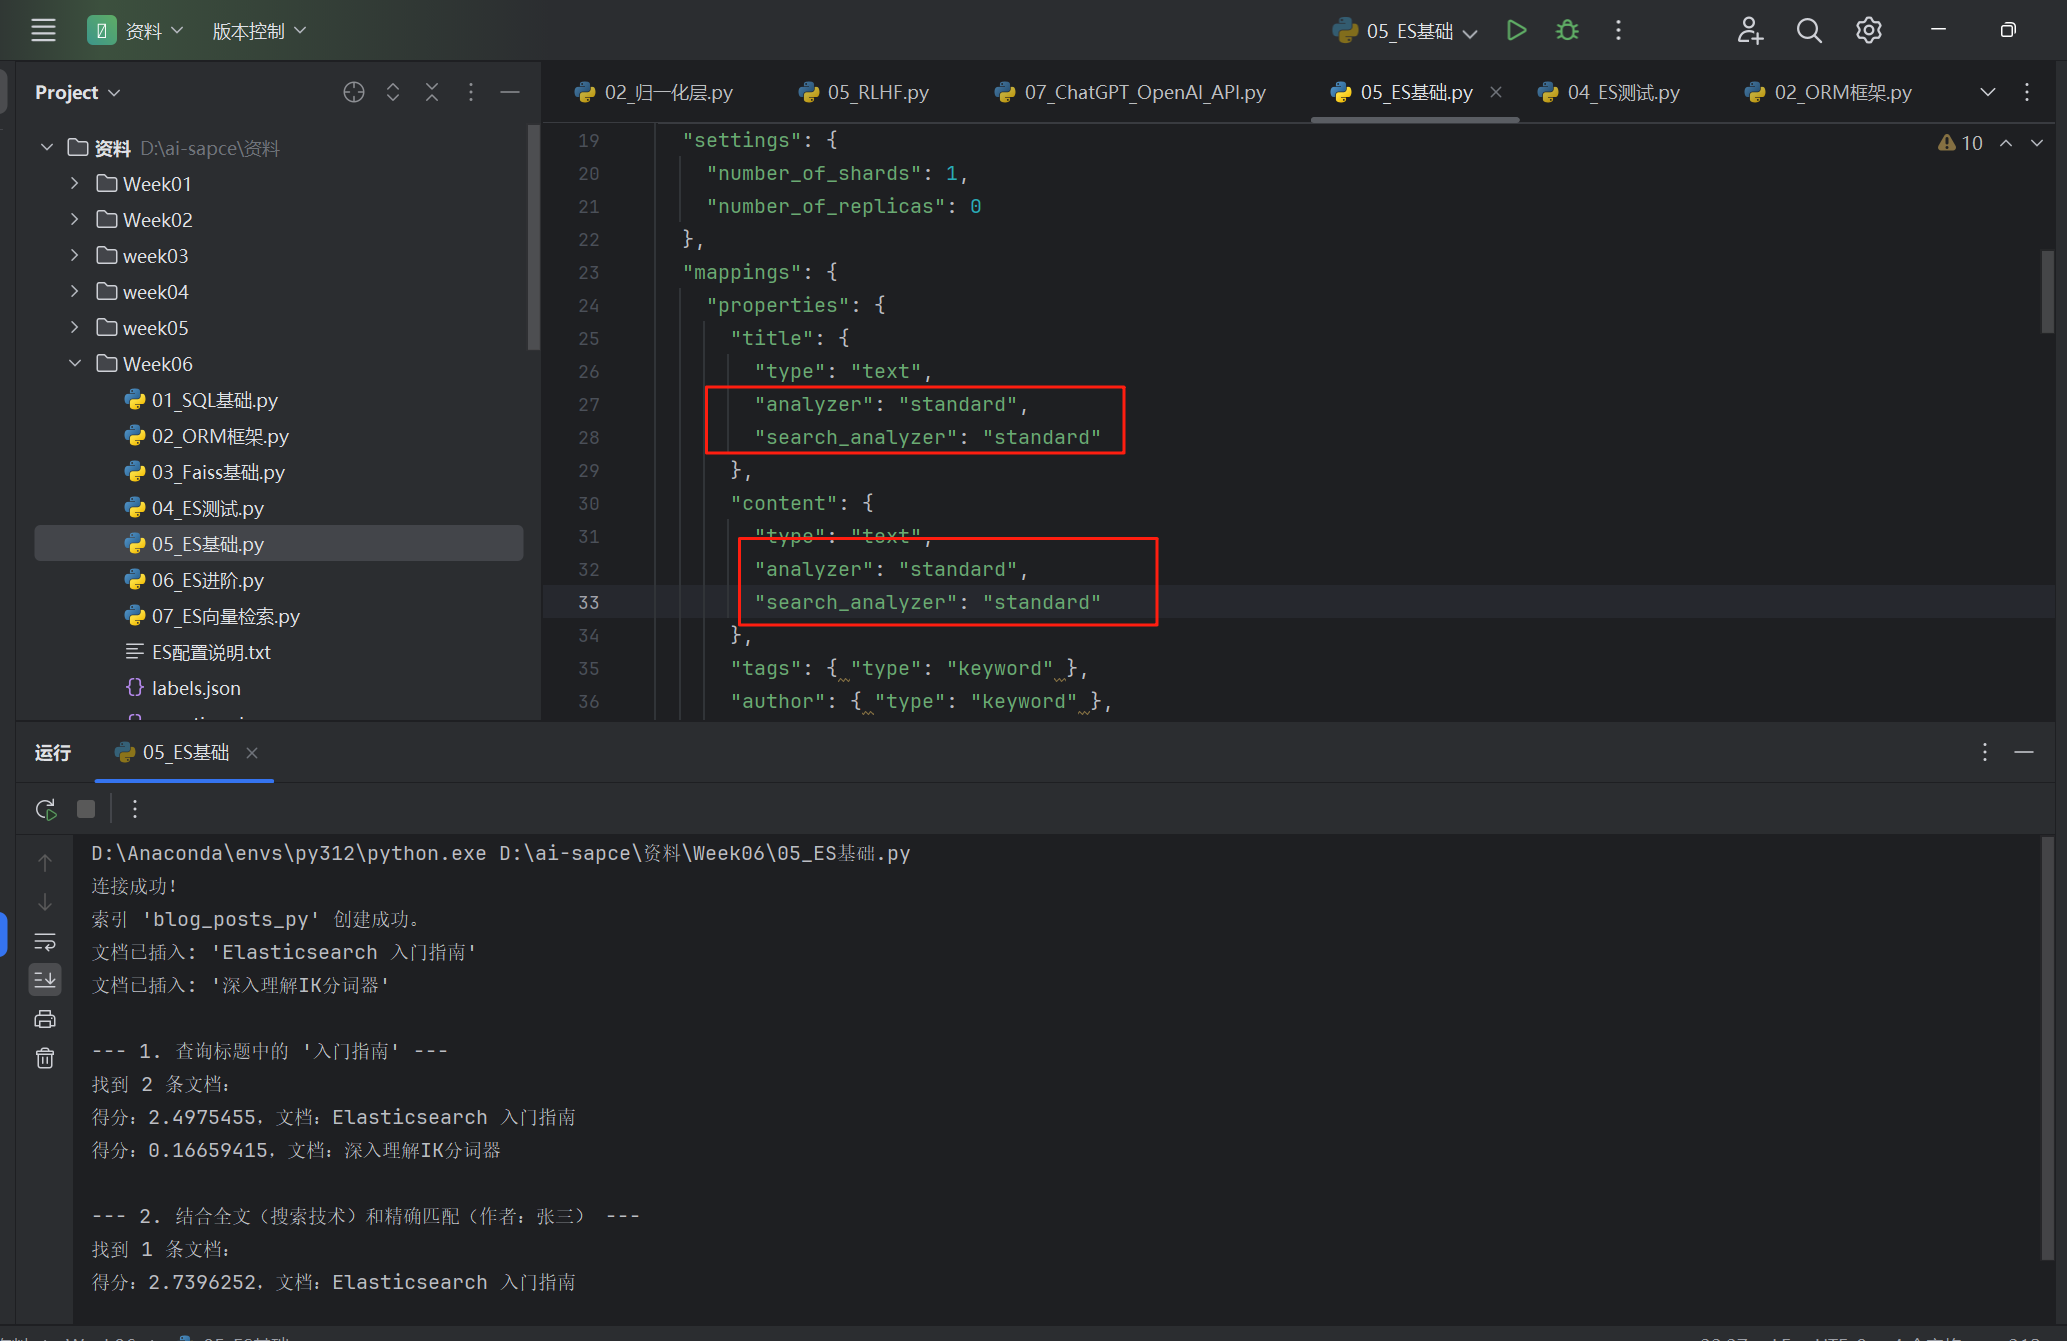 资料
版本控制
05_ES基础
Project
02_归一化层.py
05_RLHF.py
07_ChatGPT_OpenAI_API.py
05_ES基础.py
04_ES测试.py
02_ORM框架.py
资料 D:\ai-sapce\资料
Week01
Week02
week03
week04
week05
Week06
01_SQL基础.py
02_ORM框架.py
03_Faiss基础.py
04_ES测试.py
05_ES基础.py
06_ES进阶.py
07_ES向量检索.py
ES配置说明.txt
labels.json
10
19 "settings": {
20 "number_of_shards": 1,
21 "number_of_replicas": 0
22 },
23 "mappings": {
24 "properties": {
25 "title": {
26 "type": "text",
27 "analyzer": "standard",
28 "search_analyzer": "standard"
29 },
30 "content": {
31 "type": "text",
32 "analyzer": "standard",
33 "search_analyzer": "standard"
34 },
35 "tags": { "type": "keyword" },
36 "author": { "type": "keyword" },
运行
05_ES基础
D:\Anaconda\envs\py312\python.exe D:\ai-sapce\资料\Week06\05_ES基础.py
连接成功！
索引 'blog_posts_py' 创建成功。
文档已插入: 'Elasticsearch 入门指南'
文档已插入: '深入理解IK分词器'
--- 1. 查询标题中的 '入门指南' ---
找到 2 条文档：
得分：2.4975455，文档：Elasticsearch 入门指南
得分：0.16659415，文档：深入理解IK分词器
--- 2. 结合全文（搜索技术）和精确匹配（作者：张三） ---
找到 1 条文档：
得分：2.7396252，文档：Elasticsearch 入门指南